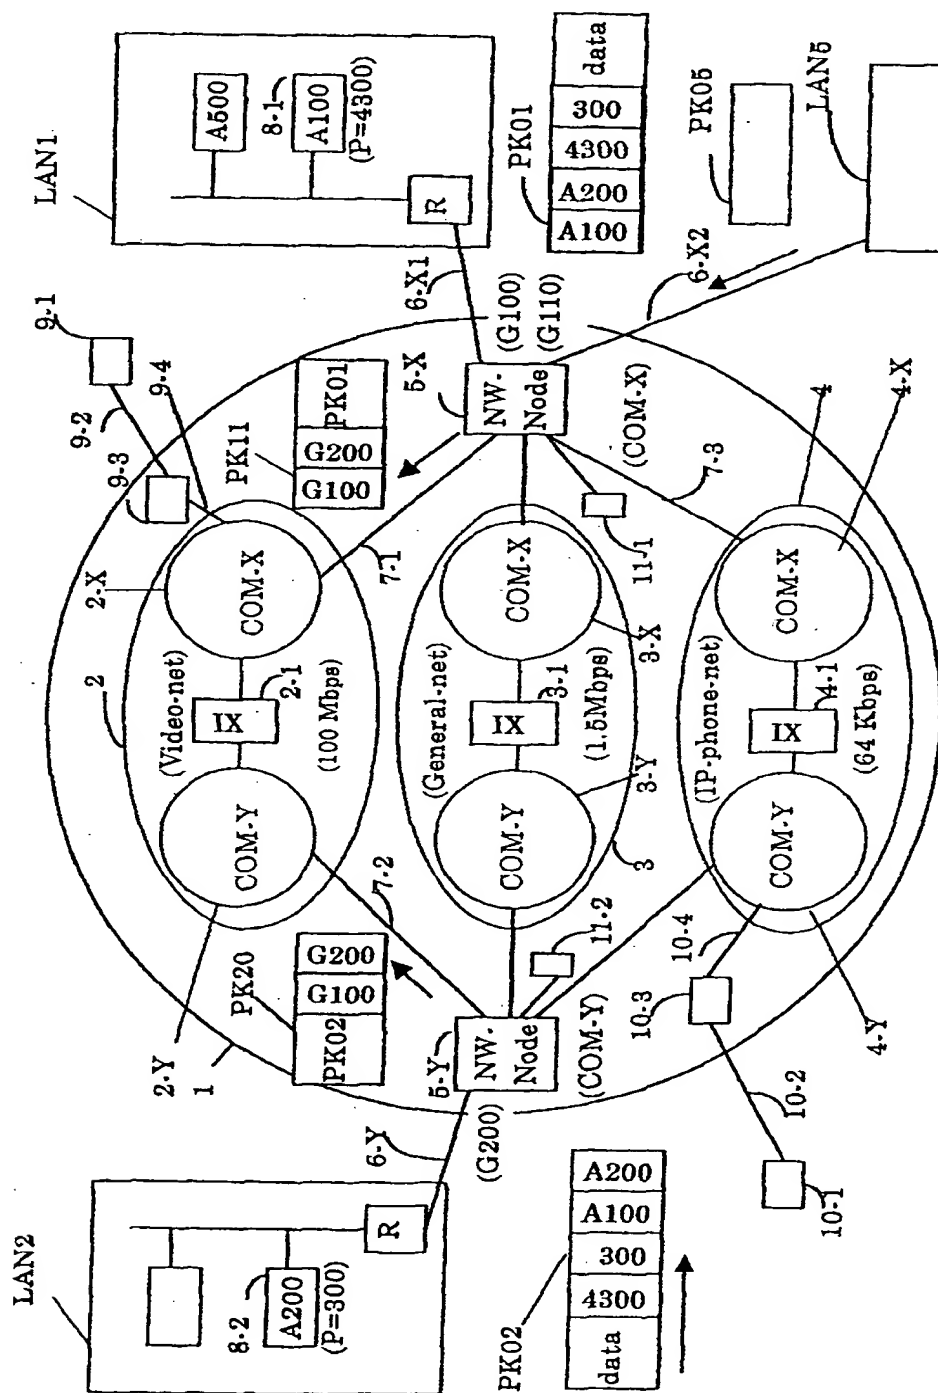 LAN2
8-2
A200
(P=300)
R
6-Y
(G200)
PK02
data
4300
300
A100
A200
10-1
10-2
10-3
10-4
4-Y
1
2-Y
PK20
PK02
G100
G200
5-Y
NW.
Node
(COM-Y)
11-2
7-2
2
2-X
(Video-net)
COM-Y
IX
2-1
COM-X
(100 Mbps)
(General-net)
COM-Y
3-Y
IX
3-1
COM-X
3-X
(1.5Mbps)
3
(IP-phone-net)
COM-Y
IX
4-1
COM-X
(64 Kbps)
9-1
9-2
9-3
9-4
PK11
G100
G200
PK01
7-1
5-X
NW.
Node
(G100)
(G110)
(COM-X)
11-1
7-3
4
4-X
LAN1
A500
8-1
A100
(P=4300)
R
6-X1
PK01
A100
A200
4300
300
data
6-X2
PK05
LAN5